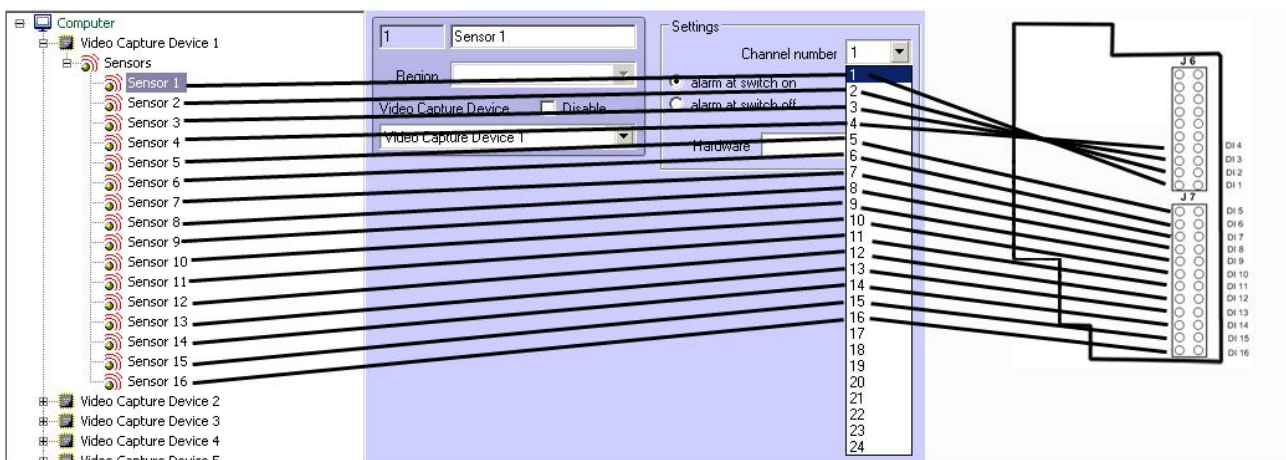 Computer
Video Capture Device 1
Sensors
Sensor 1
Sensor 2
Sensor 3
Sensor 4
Sensor 5
Sensor 6
Sensor 7
Sensor 8
Sensor 9
Sensor 10
Sensor 11
Sensor 12
Sensor 13
Sensor 14
Sensor 15
Sensor 16
Video Capture Device 2
Video Capture Device 3
Video Capture Device 4
Video Capture Device 5
1 Sensor 1
Region
Video Capture Device Disable
Video Capture Device 1
Settings
Channel number 1
alarm at switch on
alarm at switch off
Hardware
1
2
3
4
5
6
7
8
9
10
11
12
13
14
15
16
17
18
19
20
21
22
23
24
J 6
DI 4
DI 3
DI 2
DI 1
J 7
DI 5
DI 6
DI 7
DI 8
DI 9
DI 10
DI 11
DI 12
DI 13
DI 14
DI 15
DI 16